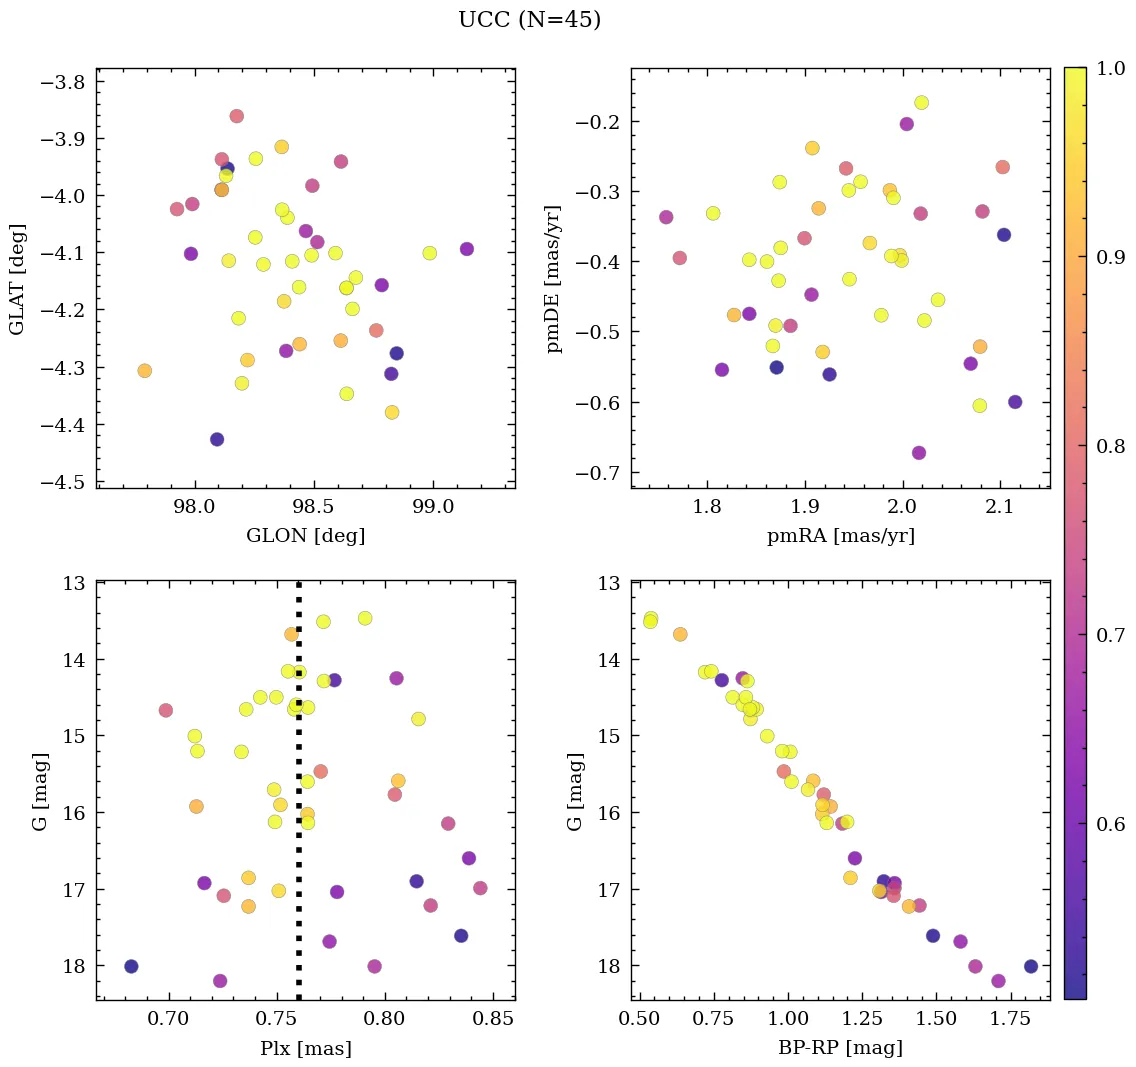 UCC (N=45)
−3.8
−3.9
−4.0
−4.1
−4.2
−4.3
−4.4
−4.5
GLAT [deg]
98.0 98.5 99.0
GLON [deg]
−0.2
−0.3
−0.4
−0.5
−0.6
−0.7
pmDE [mas/yr]
1.8 1.9 2.0 2.1
pmRA [mas/yr]
13
14
15
16
17
18
G [mag]
0.70 0.75 0.80 0.85
Plx [mas]
13
14
15
16
17
18
G [mag]
0.50 0.75 1.00 1.25 1.50 1.75
BP-RP [mag]
1.0
0.9
0.8
0.7
0.6